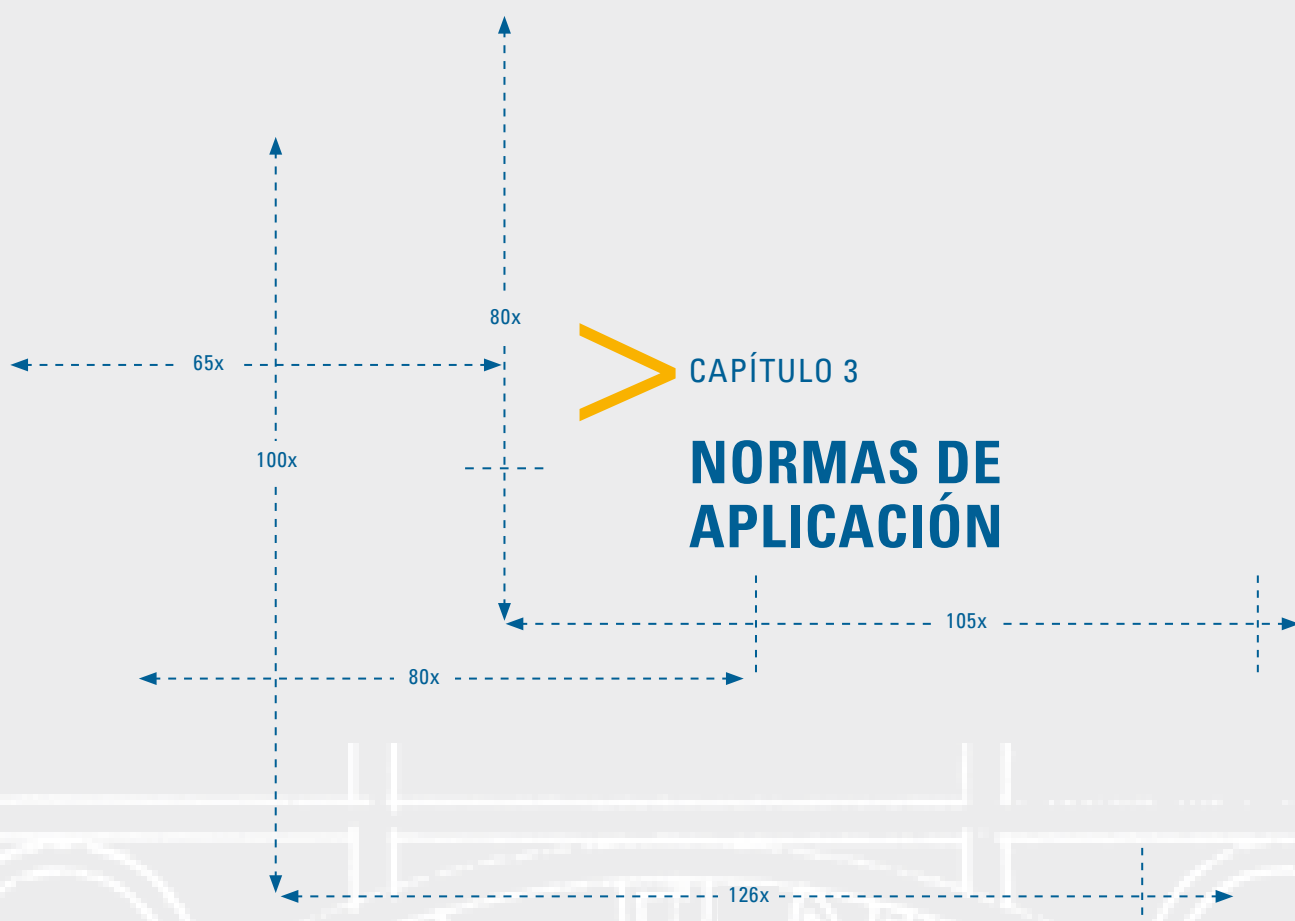 80x
65x
CAPÍTULO 3
100x
NORMAS DE
APLICACIÓN
105x
80x
126x